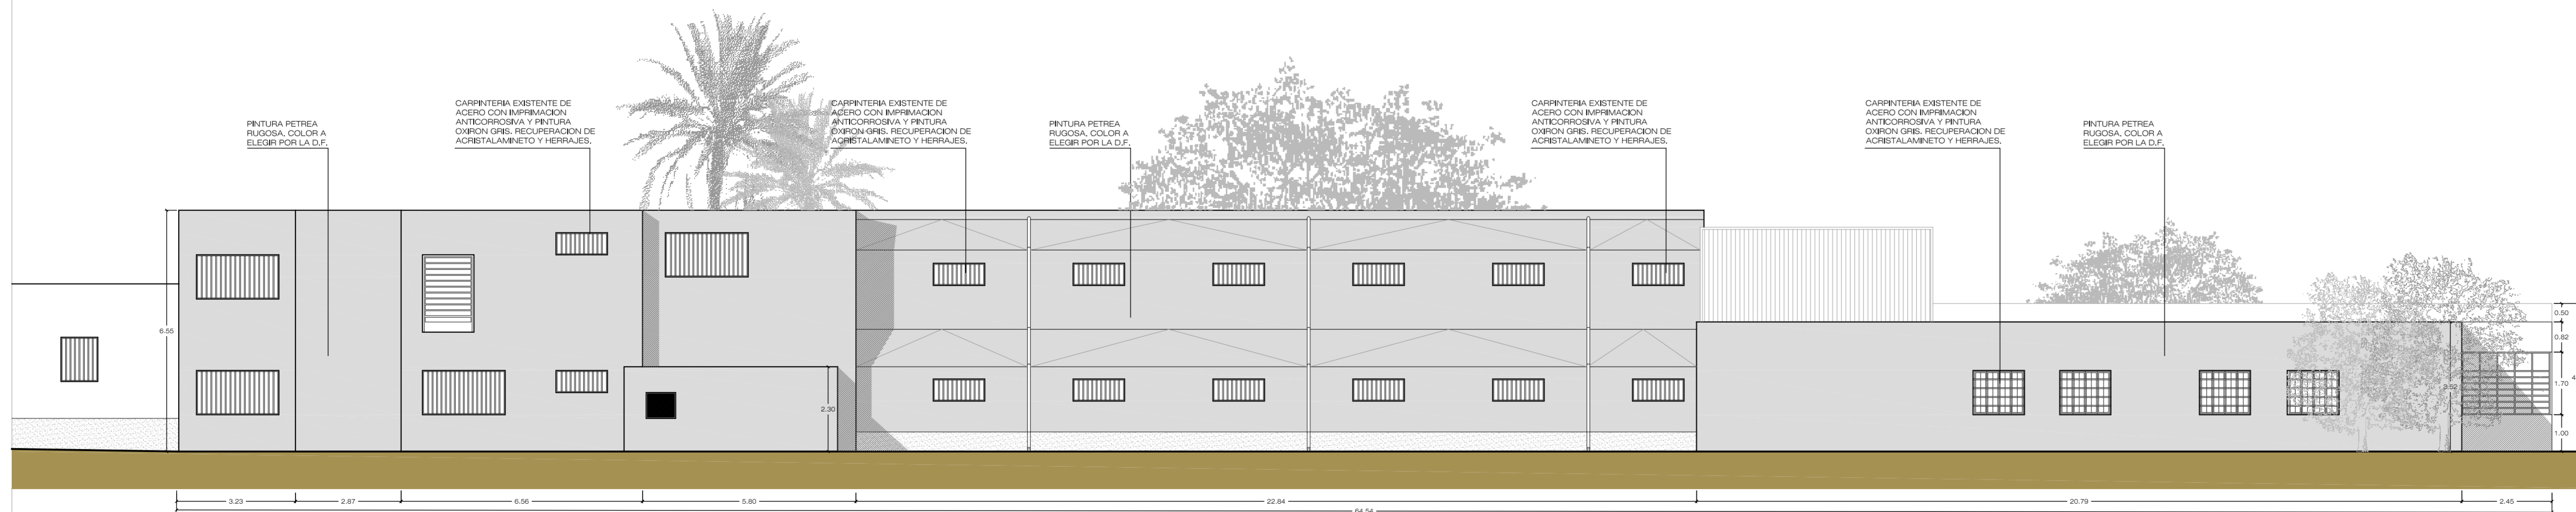 PINTURA PETREA
RUGOSA, COLOR A
ELEGIR POR LA D.F.
CARPINTERIA EXISTENTE DE
ACERO CON IMPRIMACION
ANTICORROSIVA Y PINTURA
OXIRON GRIS. RECUPERACION DE
ACRISTALAMINETO Y HERRAJES.
CARPINTERIA EXISTENTE DE
ACERO CON IMPRIMACION
ANTICORROSIVA Y PINTURA
OXIRON GRIS. RECUPERACION DE
ACRISTALAMINETO Y HERRAJES.
PINTURA PETREA
RUGOSA, COLOR A
ELEGIR POR LA D.F.
CARPINTERIA EXISTENTE DE
ACERO CON IMPRIMACION
ANTICORROSIVA Y PINTURA
OXIRON GRIS. RECUPERACION DE
ACRISTALAMINETO Y HERRAJES.
CARPINTERIA EXISTENTE DE
ACERO CON IMPRIMACION
ANTICORROSIVA Y PINTURA
OXIRON GRIS. RECUPERACION DE
ACRISTALAMINETO Y HERRAJES.
PINTURA PETREA
RUGOSA, COLOR A
ELEGIR POR LA D.F.
6.55
2.30
0.50
0.82
3.52
1.70
4
1.00
3.23
2.87
6.56
5.80
22.84
20.79
2.45
64.54